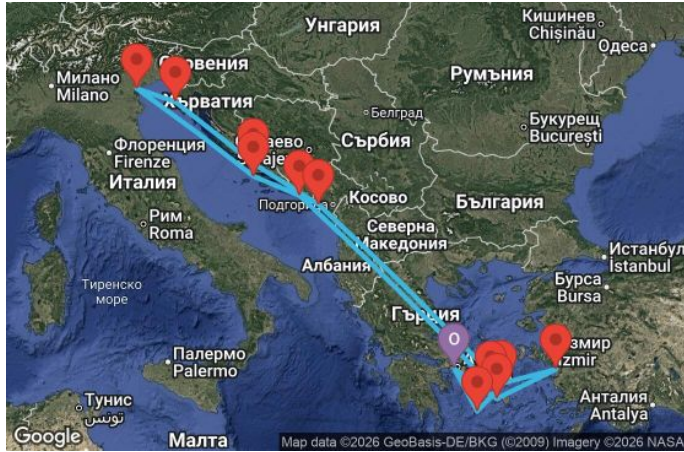 Унгария
Кишинев
Chișinău
Одеса
Словения
Милано
Milano
Хърватия
Румъния
Белград
Букурещ
București
Флоренция
Firenze
Сърбия
Италия
Подгорица
Косово
България
Рим
Roma
Северна
Македония
Истанбул
İstanbul
Албания
Бурса
Bursa
Тиренско
море
Гърция
O
Измир
Izmir
Палермо
Palermo
Анталия
Antalya
Тунис
تونس
Малта
Google
Map data ©2026 GeoBasis-DE/BKG (©2009) Imagery ©2026 NASA